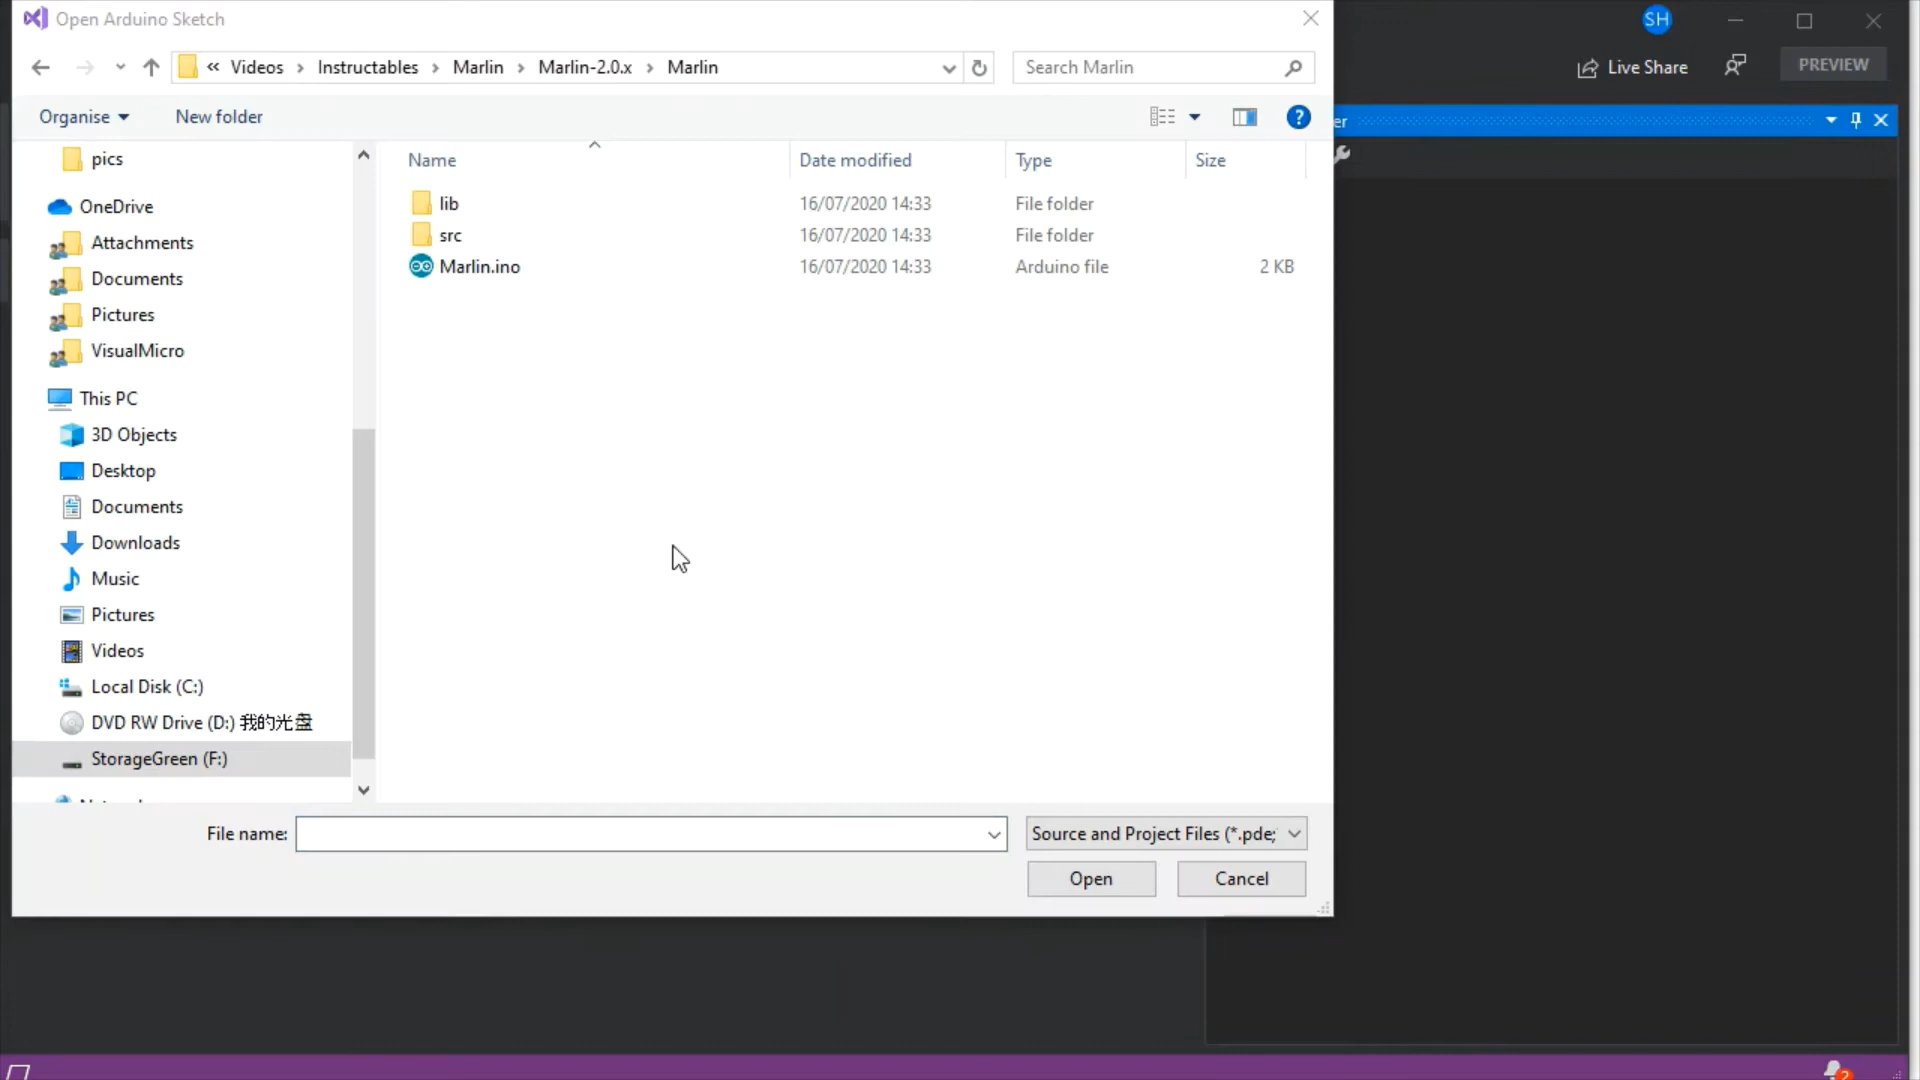 Open Arduino Sketch
SH
« Videos › Instructables › Marlin › Marlin-2.0.x › Marlin
Search Marlin
Live Share
PREVIEW
Organise
New folder
?
er
Name Date modified Type Size
lib 16/07/2020 14:33 File folder
src 16/07/2020 14:33 File folder
Marlin.ino 16/07/2020 14:33 Arduino file 2 KB
pics
OneDrive
Attachments
Documents
Pictures
VisualMicro
This PC
3D Objects
Desktop
Documents
Downloads
Music
Pictures
Videos
Local Disk (C:)
DVD RW Drive (D:) 我的光盘
StorageGreen (F:)
File name:
Source and Project Files (*.pde;
Open
Cancel
2